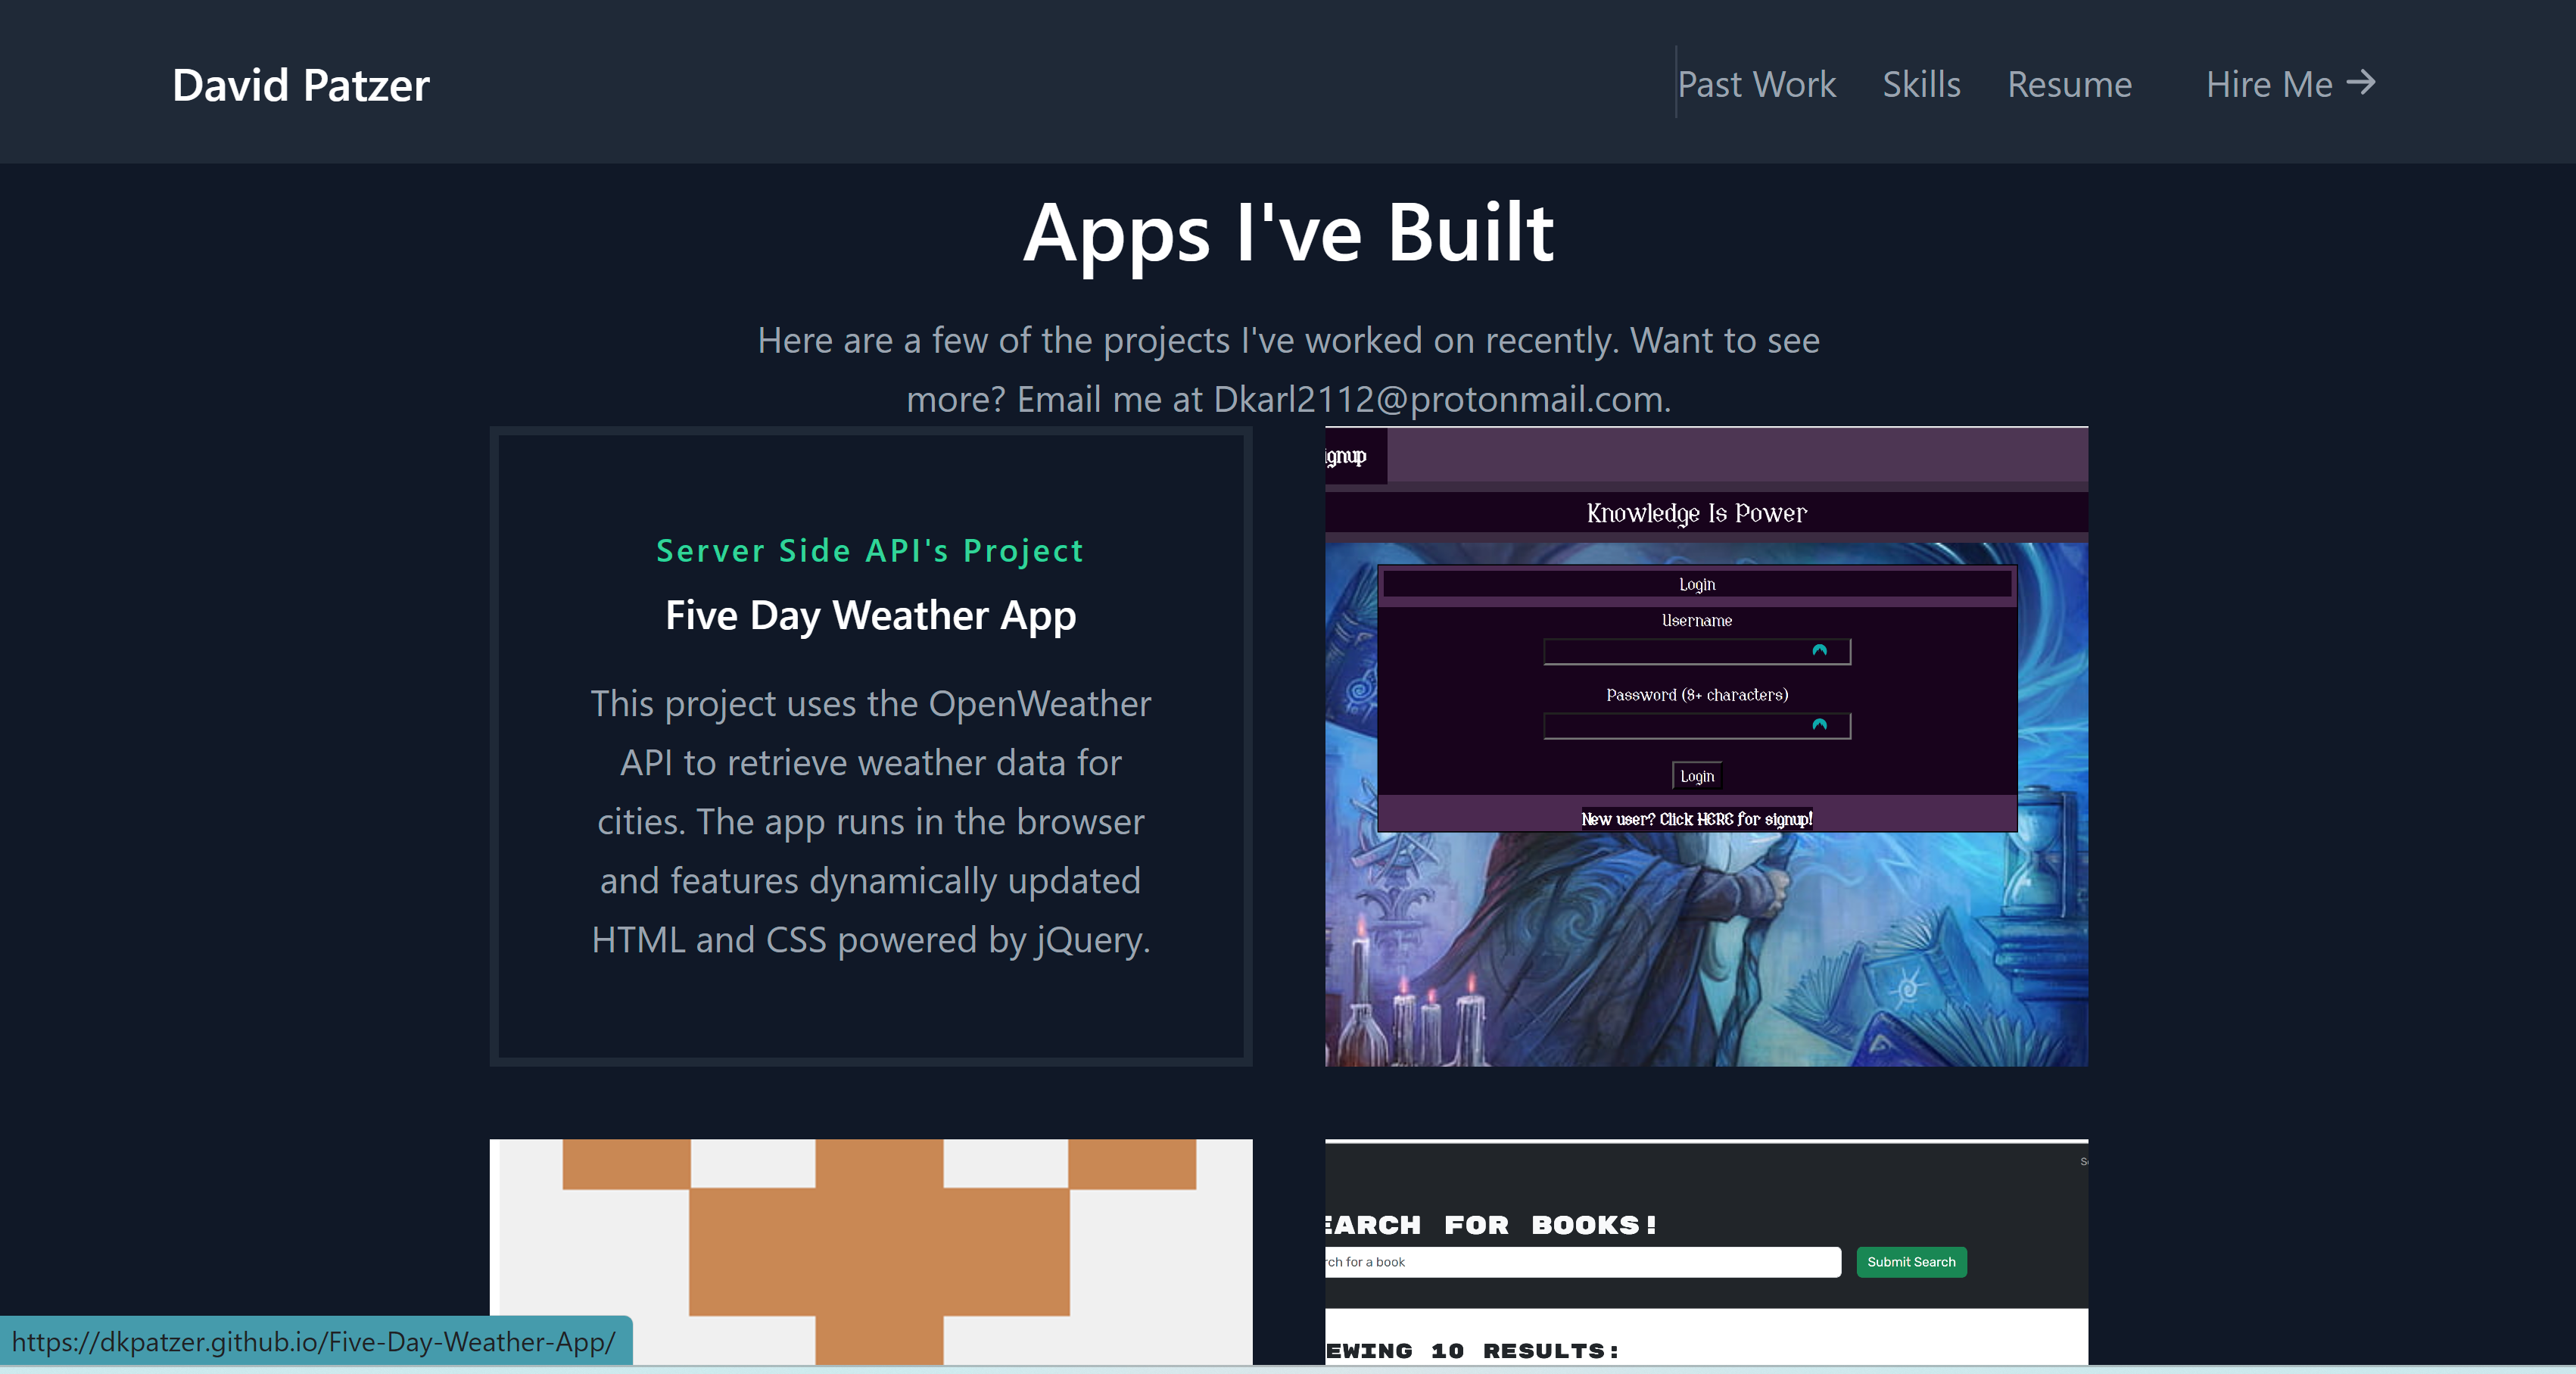 David Patzer
Past Work
Skills
Resume
Hire Me →
Apps I've Built
Here are a few of the projects I've worked on recently. Want to see
more? Email me at Dkarl2112@protonmail.com.
Server Side API's Project
Five Day Weather App
This project uses the OpenWeather
API to retrieve weather data for
cities. The app runs in the browser
and features dynamically updated
HTML and CSS powered by jQuery.
ignup
Knowledge Is Power
Login
Username
Password (8+ characters)
Login
New user? Click HERE for signup!
EARCH FOR BOOKS!
rch for a book
Submit Search
EWING 10 RESULTS:
https://dkpatzer.github.io/Five-Day-Weather-App/